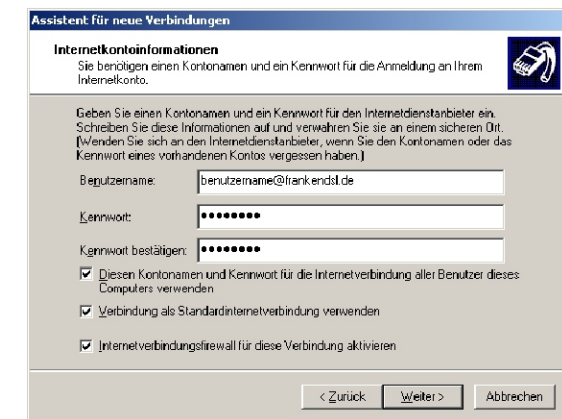 Assistent für neue Verbindungen
Internetkontoinformationen
Sie benötigen einen Kontonamen und ein Kennwort für die Anmeldung an Ihrem
Internetkonto.
Geben Sie einen Kontonamen und ein Kennwort für den Internetdienstanbieter ein.
Schreiben Sie diese Informationen auf und verwahren Sie sie an einem sicheren Ort.
(Wenden Sie sich an den Internetdienstanbieter, wenn Sie den Kontonamen oder das
Kennwort eines vorhandenen Kontos vergessen haben.)
Benutzername: benutzername@frankendsl.de
Kennwort: ●●●●●●●●
Kennwort bestätigen: ●●●●●●●●
Diesen Kontonamen und Kennwort für die Internetverbindung aller Benutzer dieses
Computers verwenden
Verbindung als Standardinternetverbindung verwenden
Internetverbindungsfirewall für diese Verbindung aktivieren
< Zurück Weiter > Abbrechen